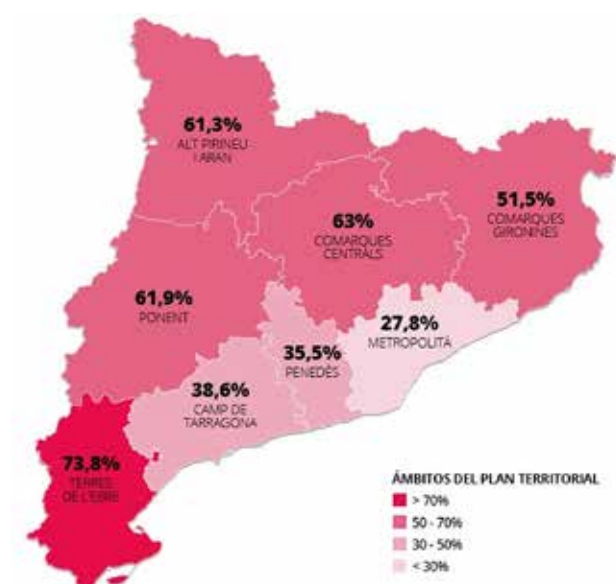 61,3%
ALT PIRINEU
I ARAN
51,5%
COMARQUES
GIRONINES
63%
COMARQUES
CENTRALS
61,9%
PONENT
27,8%
METROPOLITÀ
35,5%
PENEDÈS
38,6%
CAMP DE
TARRAGONA
73,8%
TERRES
DE L'EBRE
ÁMBITOS DEL PLAN TERRITORIAL
> 70%
50 - 70%
30 - 50%
< 30%